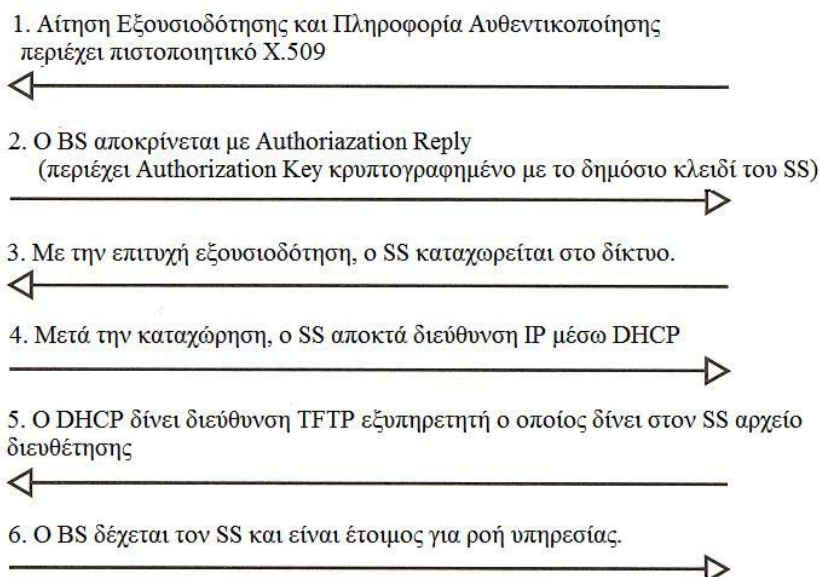 1. Αίτηση Εξουσιοδότησης και Πληροφορία Αυθεντικοποίησης
περιέχει πιστοποιητικό X.509
2. Ο BS αποκρίνεται με Authoriazation Reply
(περιέχει Authorization Key κρυπτογραφημένο με το δημόσιο κλειδί του SS)
3. Με την επιτυχή εξουσιοδότηση, ο SS καταχωρείται στο δίκτυο.
4. Μετά την καταχώρηση, ο SS αποκτά διεύθυνση IP μέσω DHCP
5. Ο DHCP δίνει διεύθυνση TFTP εξυπηρετητή ο οποίος δίνει στον SS αρχείο
διευθέτησης
6. Ο BS δέχεται τον SS και είναι έτοιμος για ροή υπηρεσίας.